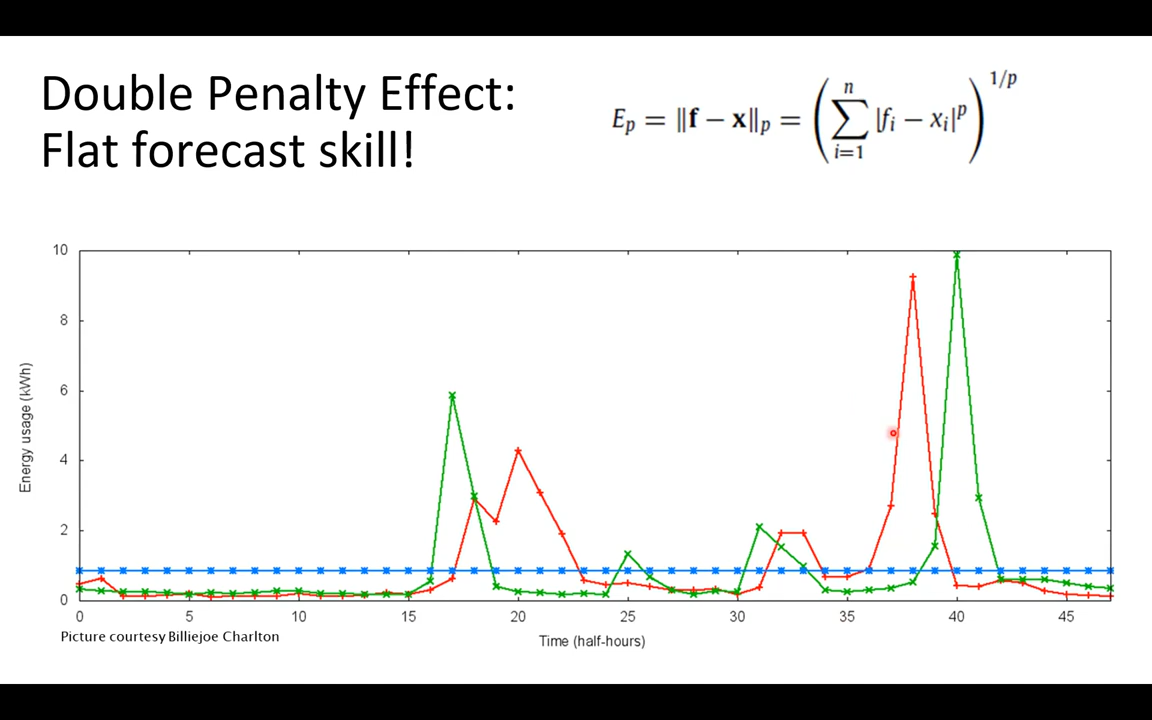 Double Penalty Effect:
Flat forecast skill!
E_p = ||f − x||_p = ( ∑_{i=1}^{n} |f_i − x_i|^p )^{1/p}
10
8
6
4
2
0
Energy usage (kWh)
0 5 10 15 20 25 30 35 40 45
Picture courtesy Billiejoe Charlton
Time (half-hours)